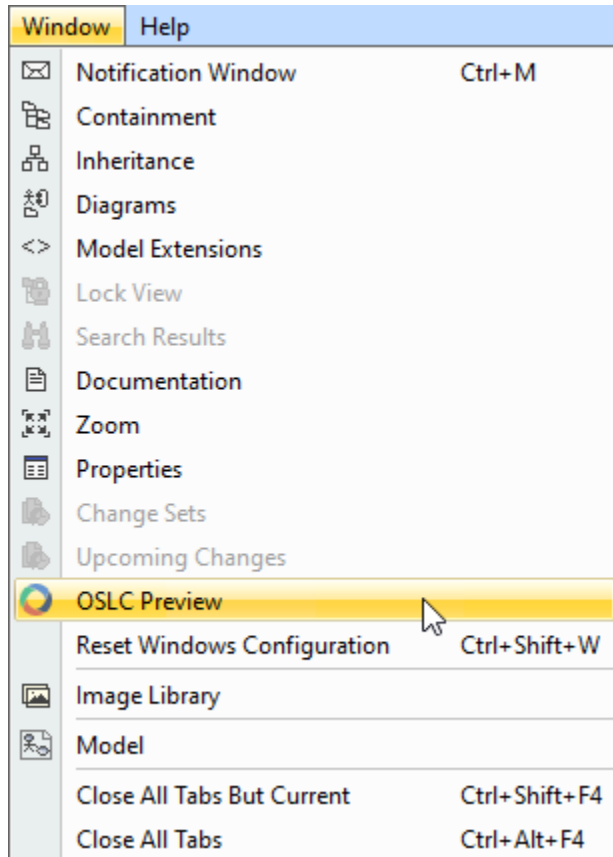 Window Help
Notification Window Ctrl+M
Containment
Inheritance
Diagrams
Model Extensions
Lock View
Search Results
Documentation
Zoom
Properties
Change Sets
Upcoming Changes
OSLC Preview
Reset Windows Configuration Ctrl+Shift+W
Image Library
Model
Close All Tabs But Current Ctrl+Shift+F4
Close All Tabs Ctrl+Alt+F4